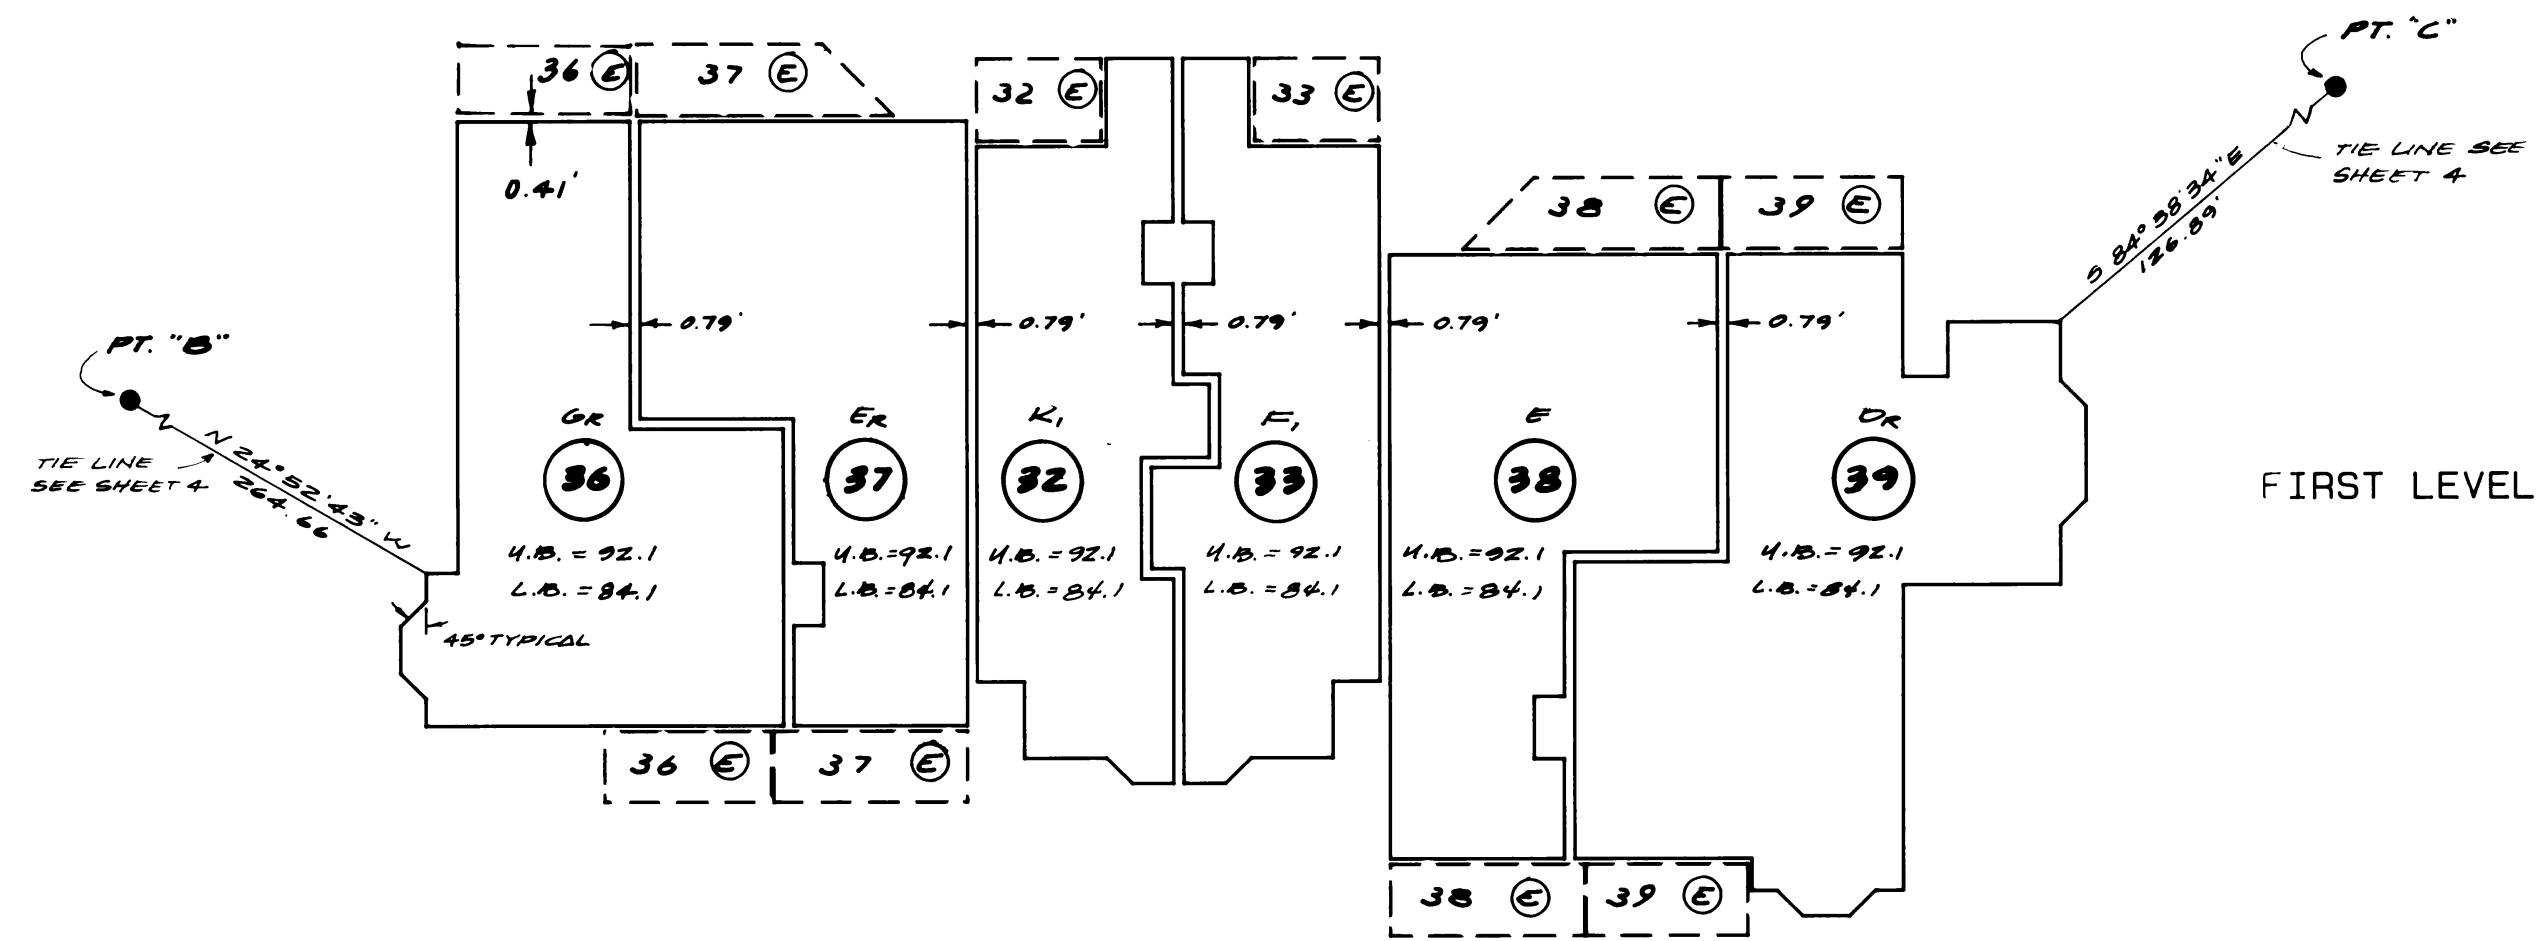 PT. "C"
36 E
37 E
32 E
33 E
TIE LINE SEE
SHEET 4
0.41'
38 E
39 E
S 84° 38' 34" E
126.89'
PT. "B"
0.79'
0.79'
0.79'
0.79'
0.79'
N 24° 52' 43" W
264.66
TIE LINE
SEE SHEET 4
GR
ER
K1
F1
E
DR
36
37
32
33
38
39
FIRST LEVEL
U.B. = 92.1
U.B. = 92.1
U.B. = 92.1
U.B. = 92.1
U.B. = 92.1
U.B. = 92.1
L.B. = 84.1
L.B. = 84.1
L.B. = 84.1
L.B. = 84.1
L.B. = 84.1
L.B. = 84.1
45° TYPICAL
36 E
37 E
38 E
39 E